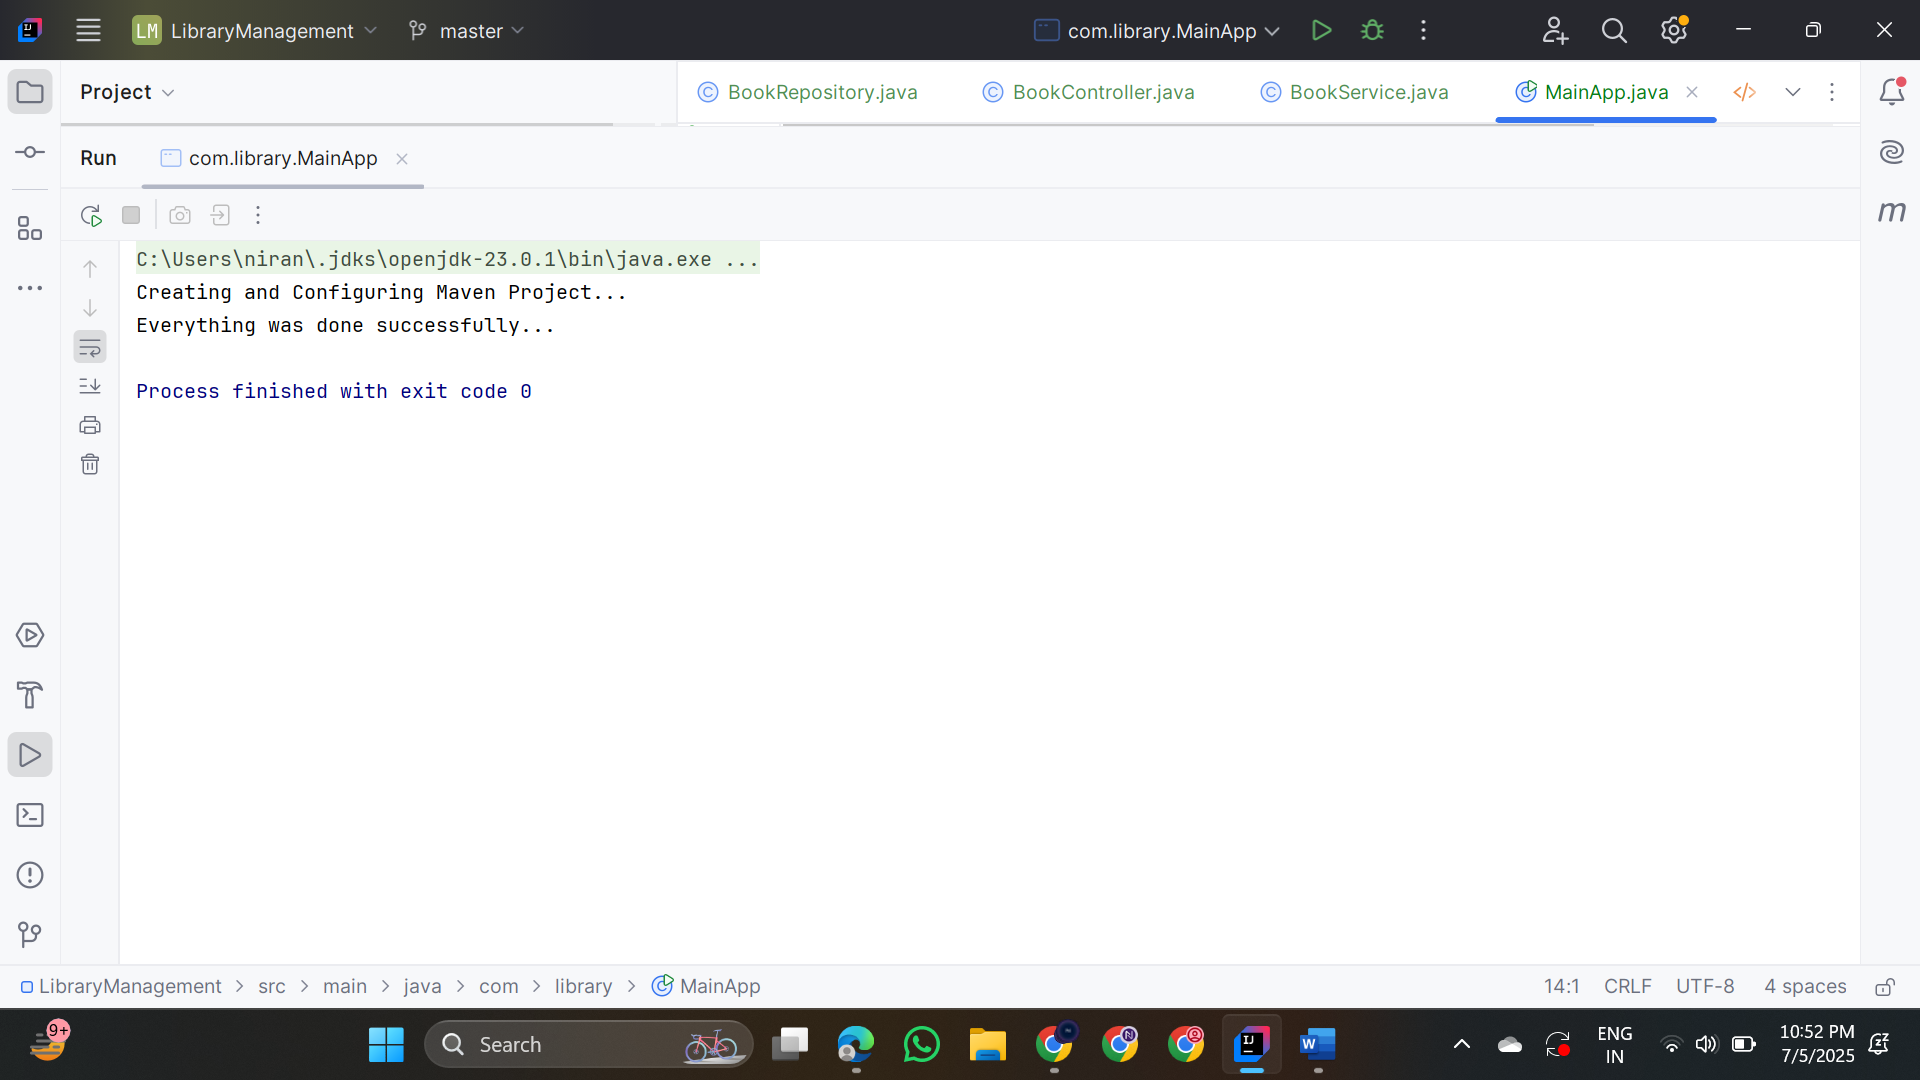 LM LibraryManagement master com.library.MainApp
Project BookRepository.java BookController.java BookService.java MainApp.java
Run com.library.MainApp
C:\Users\niran\.jdks\openjdk-23.0.1\bin\java.exe ...
Creating and Configuring Maven Project...
Everything was done successfully...
Process finished with exit code 0
LibraryManagement > src > main > java > com > library > MainApp 14:1 CRLF UTF-8 4 spaces
9+ Search ENG 10:52 PM
IN 7/5/2025